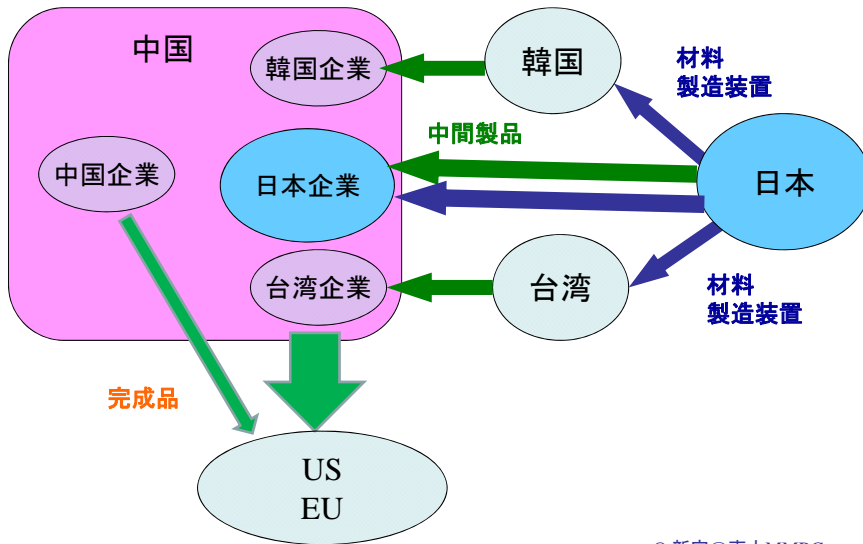 中国
韓国企業
韓国
材料
製造装置
中間製品
中国企業
日本企業
日本
台湾企業
台湾
材料
製造装置
完成品
US
EU